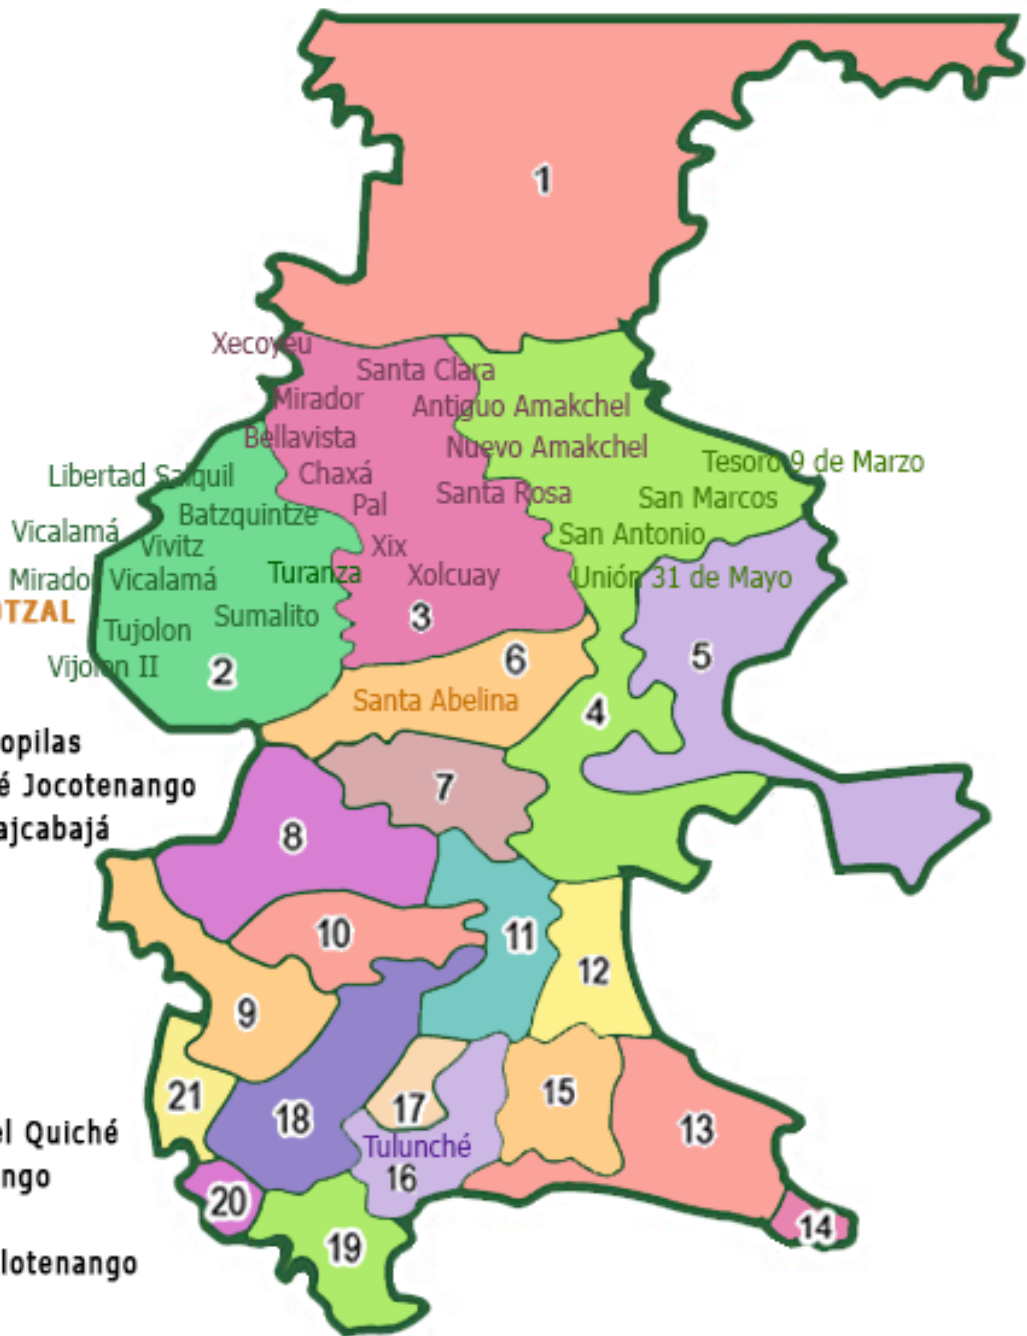 1
Xecoyeu
Santa Clara
Mirador
Antiguo Amakchel
Bellavista
Nuevo Amakchel
Tesoro 9 de Marzo
Libertad Salquil
Chaxá
Santa Rosa
San Marcos
Pal
Batzquintze
Vicalamá
San Antonio
Vivitz
Xix
Mirador Vicalamá
Turanza
Xolcuay
Unión 31 de Mayo
OTZAL
Sumalito
3
Tujolon
6
5
Vijolon II
2
Santa Abelina
4
opilas
é Jocotenango
7
ajcabajá
8
10
11
12
9
21
15
17
18
13
el Quiché
Tulunché
ngo
16
20
14
19
lotenango